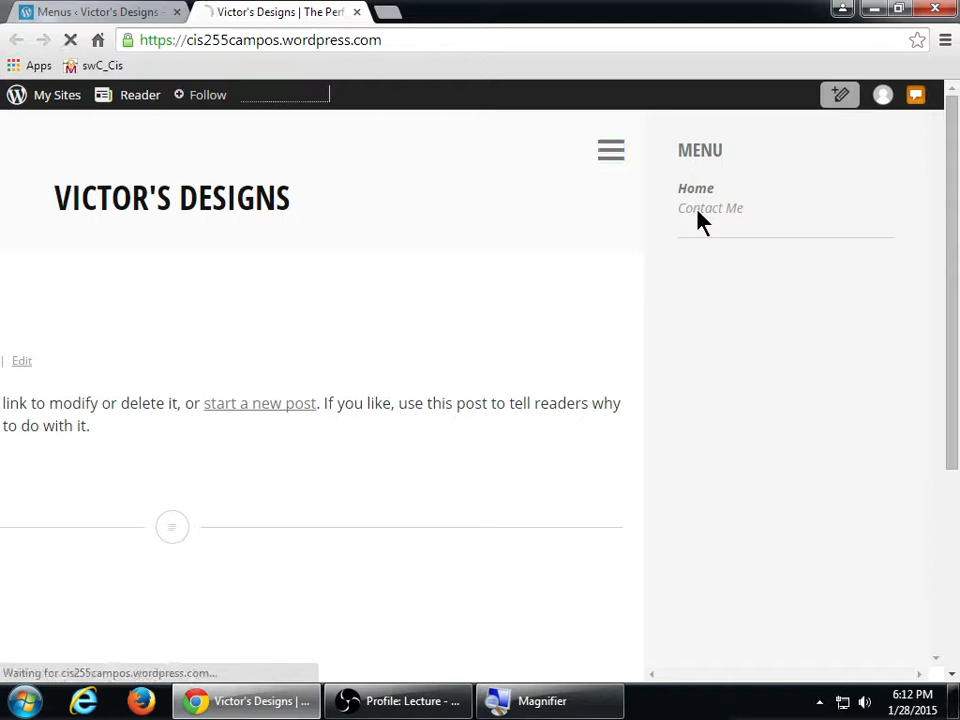 Menus ‹ Victor's Designs -
Victor's Designs | The Perf
https://cis255campos.wordpress.com
Apps
swC_Cis
My Sites
Reader
Follow
MENU
Home
Contact Me
VICTOR'S DESIGNS
| Edit
link to modify or delete it, or start a new post. If you like, use this post to tell readers why
to do with it.
Waiting for cis255campos.wordpress.com...
Victor's Designs | ...
Profile: Lecture - ...
Magnifier
6:12 PM
1/28/2015